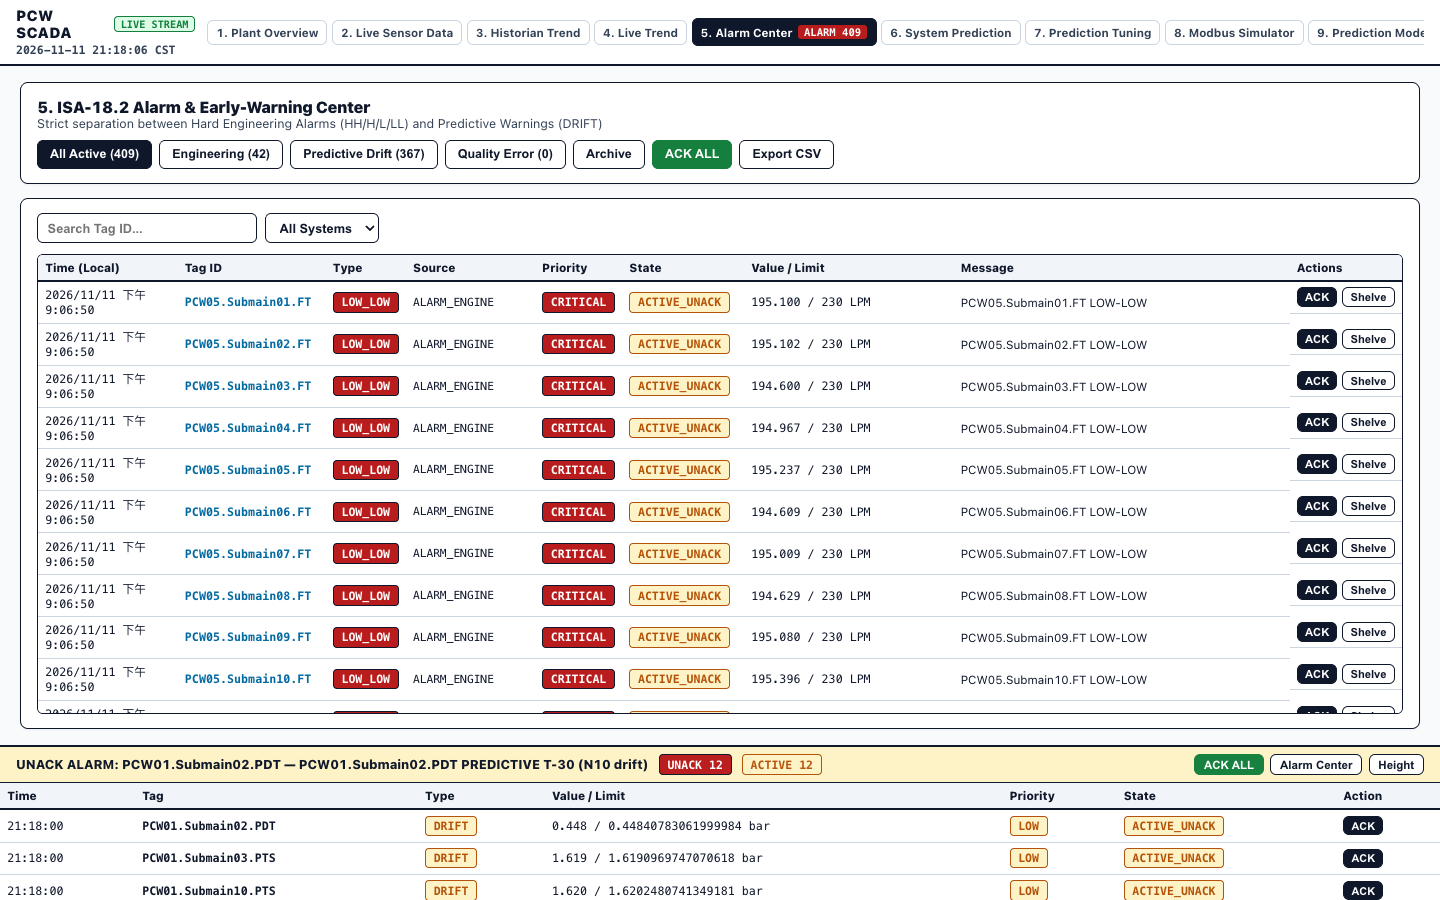 PCW SCADA
LIVE STREAM
2026-11-11 21:18:06 CST
1. Plant Overview
2. Live Sensor Data
3. Historian Trend
4. Live Trend
5. Alarm Center ALARM 409
6. System Prediction
7. Prediction Tuning
8. Modbus Simulator
9. Prediction Mode
5. ISA-18.2 Alarm & Early-Warning Center
Strict separation between Hard Engineering Alarms (HH/H/L/LL) and Predictive Warnings (DRIFT)
All Active (409) Engineering (42) Predictive Drift (367) Quality Error (0) Archive ACK ALL Export CSV
Search Tag ID... All Systems
Time (Local) Tag ID Type Source Priority State Value / Limit Message Actions
2026/11/11 下午 9:06:50 PCW05.Submain01.FT LOW_LOW ALARM_ENGINE CRITICAL ACTIVE_UNACK 195.100 / 230 LPM PCW05.Submain01.FT LOW-LOW ACK Shelve
2026/11/11 下午 9:06:50 PCW05.Submain02.FT LOW_LOW ALARM_ENGINE CRITICAL ACTIVE_UNACK 195.102 / 230 LPM PCW05.Submain02.FT LOW-LOW ACK Shelve
2026/11/11 下午 9:06:50 PCW05.Submain03.FT LOW_LOW ALARM_ENGINE CRITICAL ACTIVE_UNACK 194.600 / 230 LPM PCW05.Submain03.FT LOW-LOW ACK Shelve
2026/11/11 下午 9:06:50 PCW05.Submain04.FT LOW_LOW ALARM_ENGINE CRITICAL ACTIVE_UNACK 194.967 / 230 LPM PCW05.Submain04.FT LOW-LOW ACK Shelve
2026/11/11 下午 9:06:50 PCW05.Submain05.FT LOW_LOW ALARM_ENGINE CRITICAL ACTIVE_UNACK 195.237 / 230 LPM PCW05.Submain05.FT LOW-LOW ACK Shelve
2026/11/11 下午 9:06:50 PCW05.Submain06.FT LOW_LOW ALARM_ENGINE CRITICAL ACTIVE_UNACK 194.609 / 230 LPM PCW05.Submain06.FT LOW-LOW ACK Shelve
2026/11/11 下午 9:06:50 PCW05.Submain07.FT LOW_LOW ALARM_ENGINE CRITICAL ACTIVE_UNACK 195.009 / 230 LPM PCW05.Submain07.FT LOW-LOW ACK Shelve
2026/11/11 下午 9:06:50 PCW05.Submain08.FT LOW_LOW ALARM_ENGINE CRITICAL ACTIVE_UNACK 194.629 / 230 LPM PCW05.Submain08.FT LOW-LOW ACK Shelve
2026/11/11 下午 9:06:50 PCW05.Submain09.FT LOW_LOW ALARM_ENGINE CRITICAL ACTIVE_UNACK 195.080 / 230 LPM PCW05.Submain09.FT LOW-LOW ACK Shelve
2026/11/11 下午 9:06:50 PCW05.Submain10.FT LOW_LOW ALARM_ENGINE CRITICAL ACTIVE_UNACK 195.396 / 230 LPM PCW05.Submain10.FT LOW-LOW ACK Shelve
UNACK ALARM: PCW01.Submain02.PDT — PCW01.Submain02.PDT PREDICTIVE T-30 (N10 drift) UNACK 12 ACTIVE 12 ACK ALL Alarm Center Height
Time Tag Type Value / Limit Priority State Action
21:18:00 PCW01.Submain02.PDT DRIFT 0.448 / 0.44840783061999984 bar LOW ACTIVE_UNACK ACK
21:18:00 PCW01.Submain03.PTS DRIFT 1.619 / 1.6190969747070618 bar LOW ACTIVE_UNACK ACK
21:18:00 PCW01.Submain10.PTS DRIFT 1.620 / 1.6202480741349181 bar LOW ACTIVE_UNACK ACK